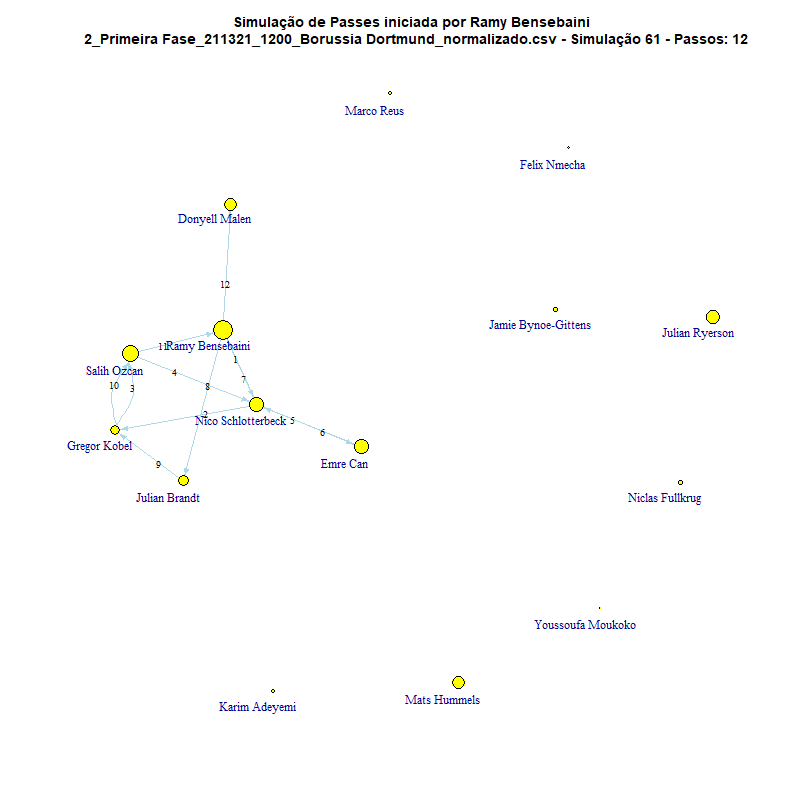 Simulação de Passes iniciada por Ramy Bensebaini
2_Primeira Fase_211321_1200_Borussia Dortmund_normalizado.csv - Simulação 61 - Passos: 12
Marco Reus
Felix Nmecha
Donyell Malen
12
Jamie Bynoe-Gittens
Julian Ryerson
11
Ramy Bensebaini
1
Salih Ozcan
4
7
10
3
8
2
Nico Schlotterbeck
5
6
Gregor Kobel
9
Emre Can
Julian Brandt
Niclas Fullkrug
Youssoufa Moukoko
Karim Adeyemi
Mats Hummels